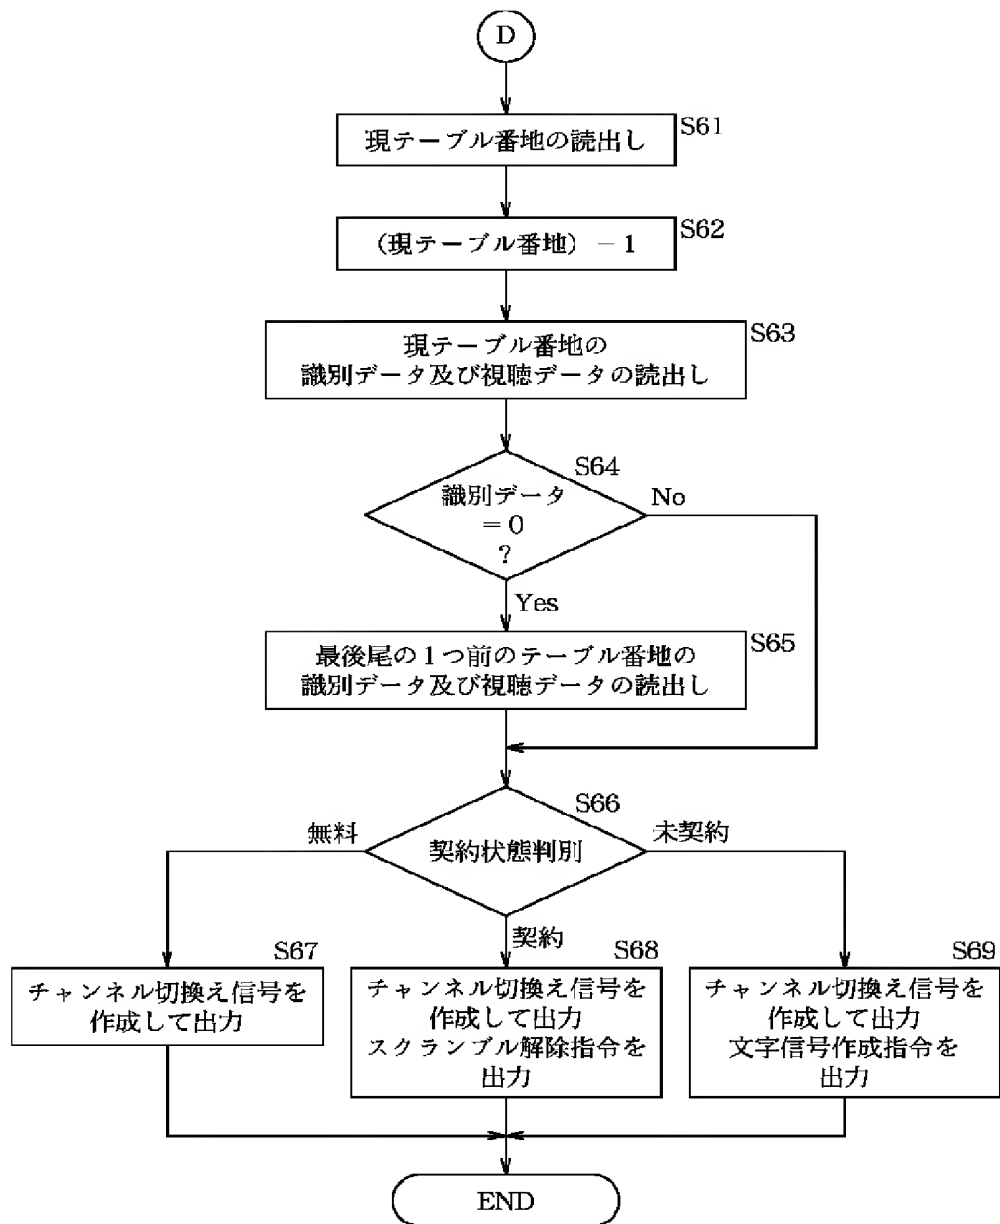 D
現テーブル番地の読出し
S61
(現テーブル番地)-1
S62
現テーブル番地の
識別データ及び視聴データの読出し
S63
S64
識別データ
=0
?
No
Yes
最後尾の1つ前のテーブル番地の
識別データ及び視聴データの読出し
S65
S66
契約状態判別
無料
未契約
契約
S67
チャンネル切換え信号を
作成して出力
S68
チャンネル切換え信号を
作成して出力
スクランブル解除指令を
出力
S69
チャンネル切換え信号を
作成して出力
文字信号作成指令を
出力
END